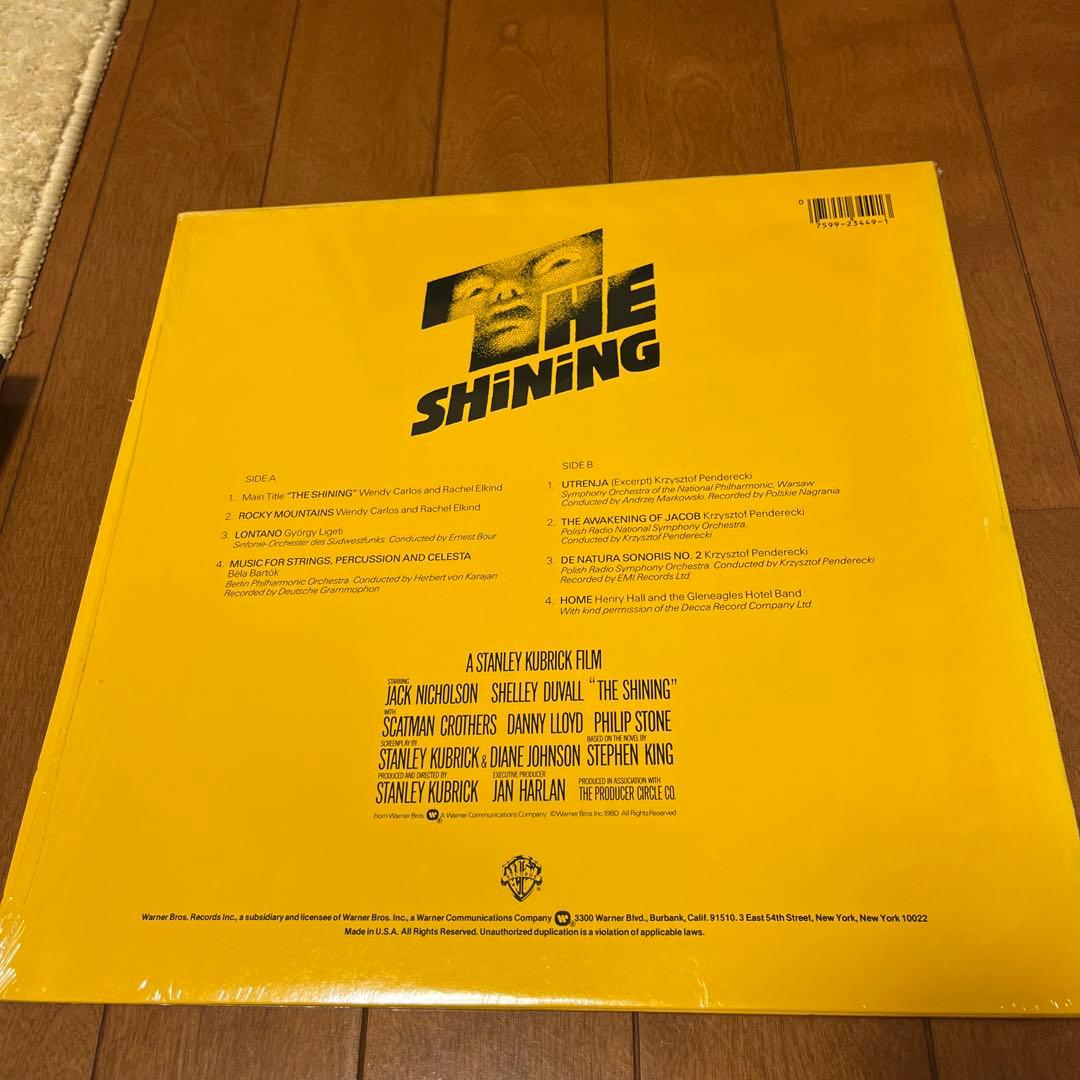 0
7599-23449-1
THE
SHiNiNG
SIDE A
1. Main Title "THE SHINING" Wendy Carlos and Rachel Elkind
2. ROCKY MOUNTAINS Wendy Carlos and Rachel Elkind
3. LONTANO György Ligeti
Sinfonie-Orchester des Südwestfunks. Conducted by Ernest Bour
4. MUSIC FOR STRINGS, PERCUSSION AND CELESTA
Béla Bartók
Berlin Philharmonic Orchestra. Conducted by Herbert von Karajan
Recorded by Deutsche Grammophon
SIDE B
1. UTRENJA (Excerpt) Krzysztof Penderecki
Symphony Orchestra of the National Philharmonic, Warsaw
Conducted by Andrzej Markowski. Recorded by Polskie Nagrania
2. THE AWAKENING OF JACOB Krzysztof Penderecki
Polish Radio National Symphony Orchestra.
Conducted by Krzysztof Penderecki
3. DE NATURA SONORIS NO. 2 Krzysztof Penderecki
Polish Radio Symphony Orchestra. Conducted by Krzysztof Penderecki
Recorded by EMI Records Ltd.
4. HOME Henry Hall and the Gleneagles Hotel Band
With kind permission of the Decca Record Company Ltd.
A STANLEY KUBRICK FILM
STARRING
JACK NICHOLSON SHELLEY DUVALL "THE SHINING"
WITH
SCATMAN CROTHERS DANNY LLOYD PHILIP STONE
SCREENPLAY BY BASED ON THE NOVEL BY
STANLEY KUBRICK & DIANE JOHNSON STEPHEN KING
PRODUCED AND DIRECTED BY EXECUTIVE PRODUCER PRODUCED IN ASSOCIATION WITH
STANLEY KUBRICK JAN HARLAN THE PRODUCER CIRCLE CO.
From Warner Bros. A Warner Communications Company ©Warner Bros. Inc. 1980 All Rights Reserved
Warner Bros. Records Inc., a subsidiary and licensee of Warner Bros. Inc., a Warner Communications Company ® 3300 Warner Blvd., Burbank, Calif. 91510. 3 East 54th Street, New York, New York 10022
Made in U.S.A. All Rights Reserved. Unauthorized duplication is a violation of applicable laws.